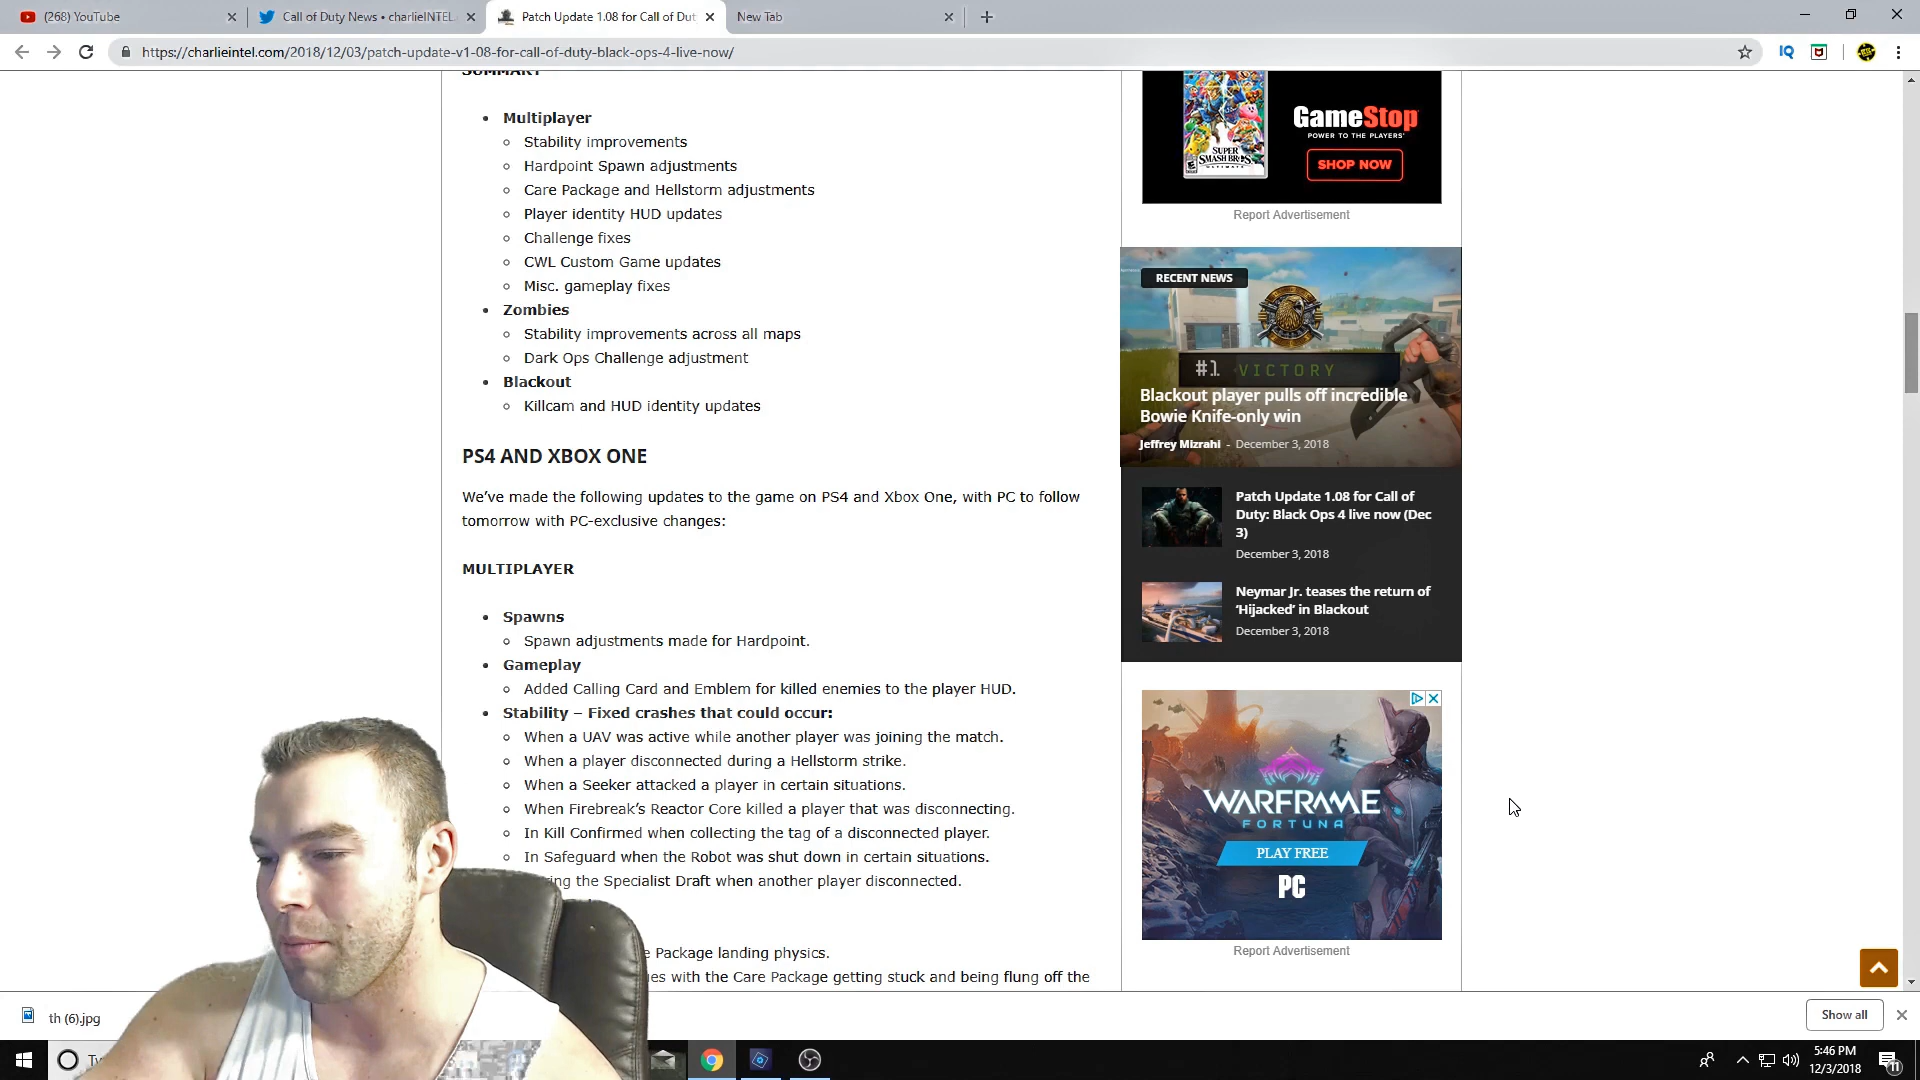 (268) YouTube
Call of Duty News • charlieINTEL
Patch Update 1.08 for Call of Dut
New Tab
https://charlieintel.com/2018/12/03/patch-update-v1-08-for-call-of-duty-black-ops-4-live-now/
IQ
SUMMARY
Multiplayer
Stability improvements
Hardpoint Spawn adjustments
Care Package and Hellstorm adjustments
Player identity HUD updates
Challenge fixes
CWL Custom Game updates
Misc. gameplay fixes
Zombies
Stability improvements across all maps
Dark Ops Challenge adjustment
Blackout
Killcam and HUD identity updates
PS4 AND XBOX ONE
We've made the following updates to the game on PS4 and Xbox One, with PC to follow
tomorrow with PC-exclusive changes:
MULTIPLAYER
Spawns
Spawn adjustments made for Hardpoint.
Gameplay
Added Calling Card and Emblem for killed enemies to the player HUD.
Stability – Fixed crashes that could occur:
When a UAV was active while another player was joining the match.
When a player disconnected during a Hellstorm strike.
When a Seeker attacked a player in certain situations.
When Firebreak's Reactor Core killed a player that was disconnecting.
In Kill Confirmed when collecting the tag of a disconnected player.
In Safeguard when the Robot was shut down in certain situations.
the Specialist Draft when another player disconnected.
Package landing physics.
with the Care Package getting stuck and being flung off the
SUPER
SMASH BROS.
ULTIMATE
GameStop
POWER TO THE PLAYERS
SHOP NOW
Report Advertisement
RECENT NEWS
#1 VICTORY
Blackout player pulls off incredible
Bowie Knife-only win
Jeffrey Mizrahi - December 3, 2018
Patch Update 1.08 for Call of
Duty: Black Ops 4 live now (Dec
3)
December 3, 2018
Neymar Jr. teases the return of
‘Hijacked’ in Blackout
December 3, 2018
WARFRAME
FORTUNA
PLAY FREE
PC
Report Advertisement
th (6).jpg
Show all
5:46 PM
12/3/2018
11